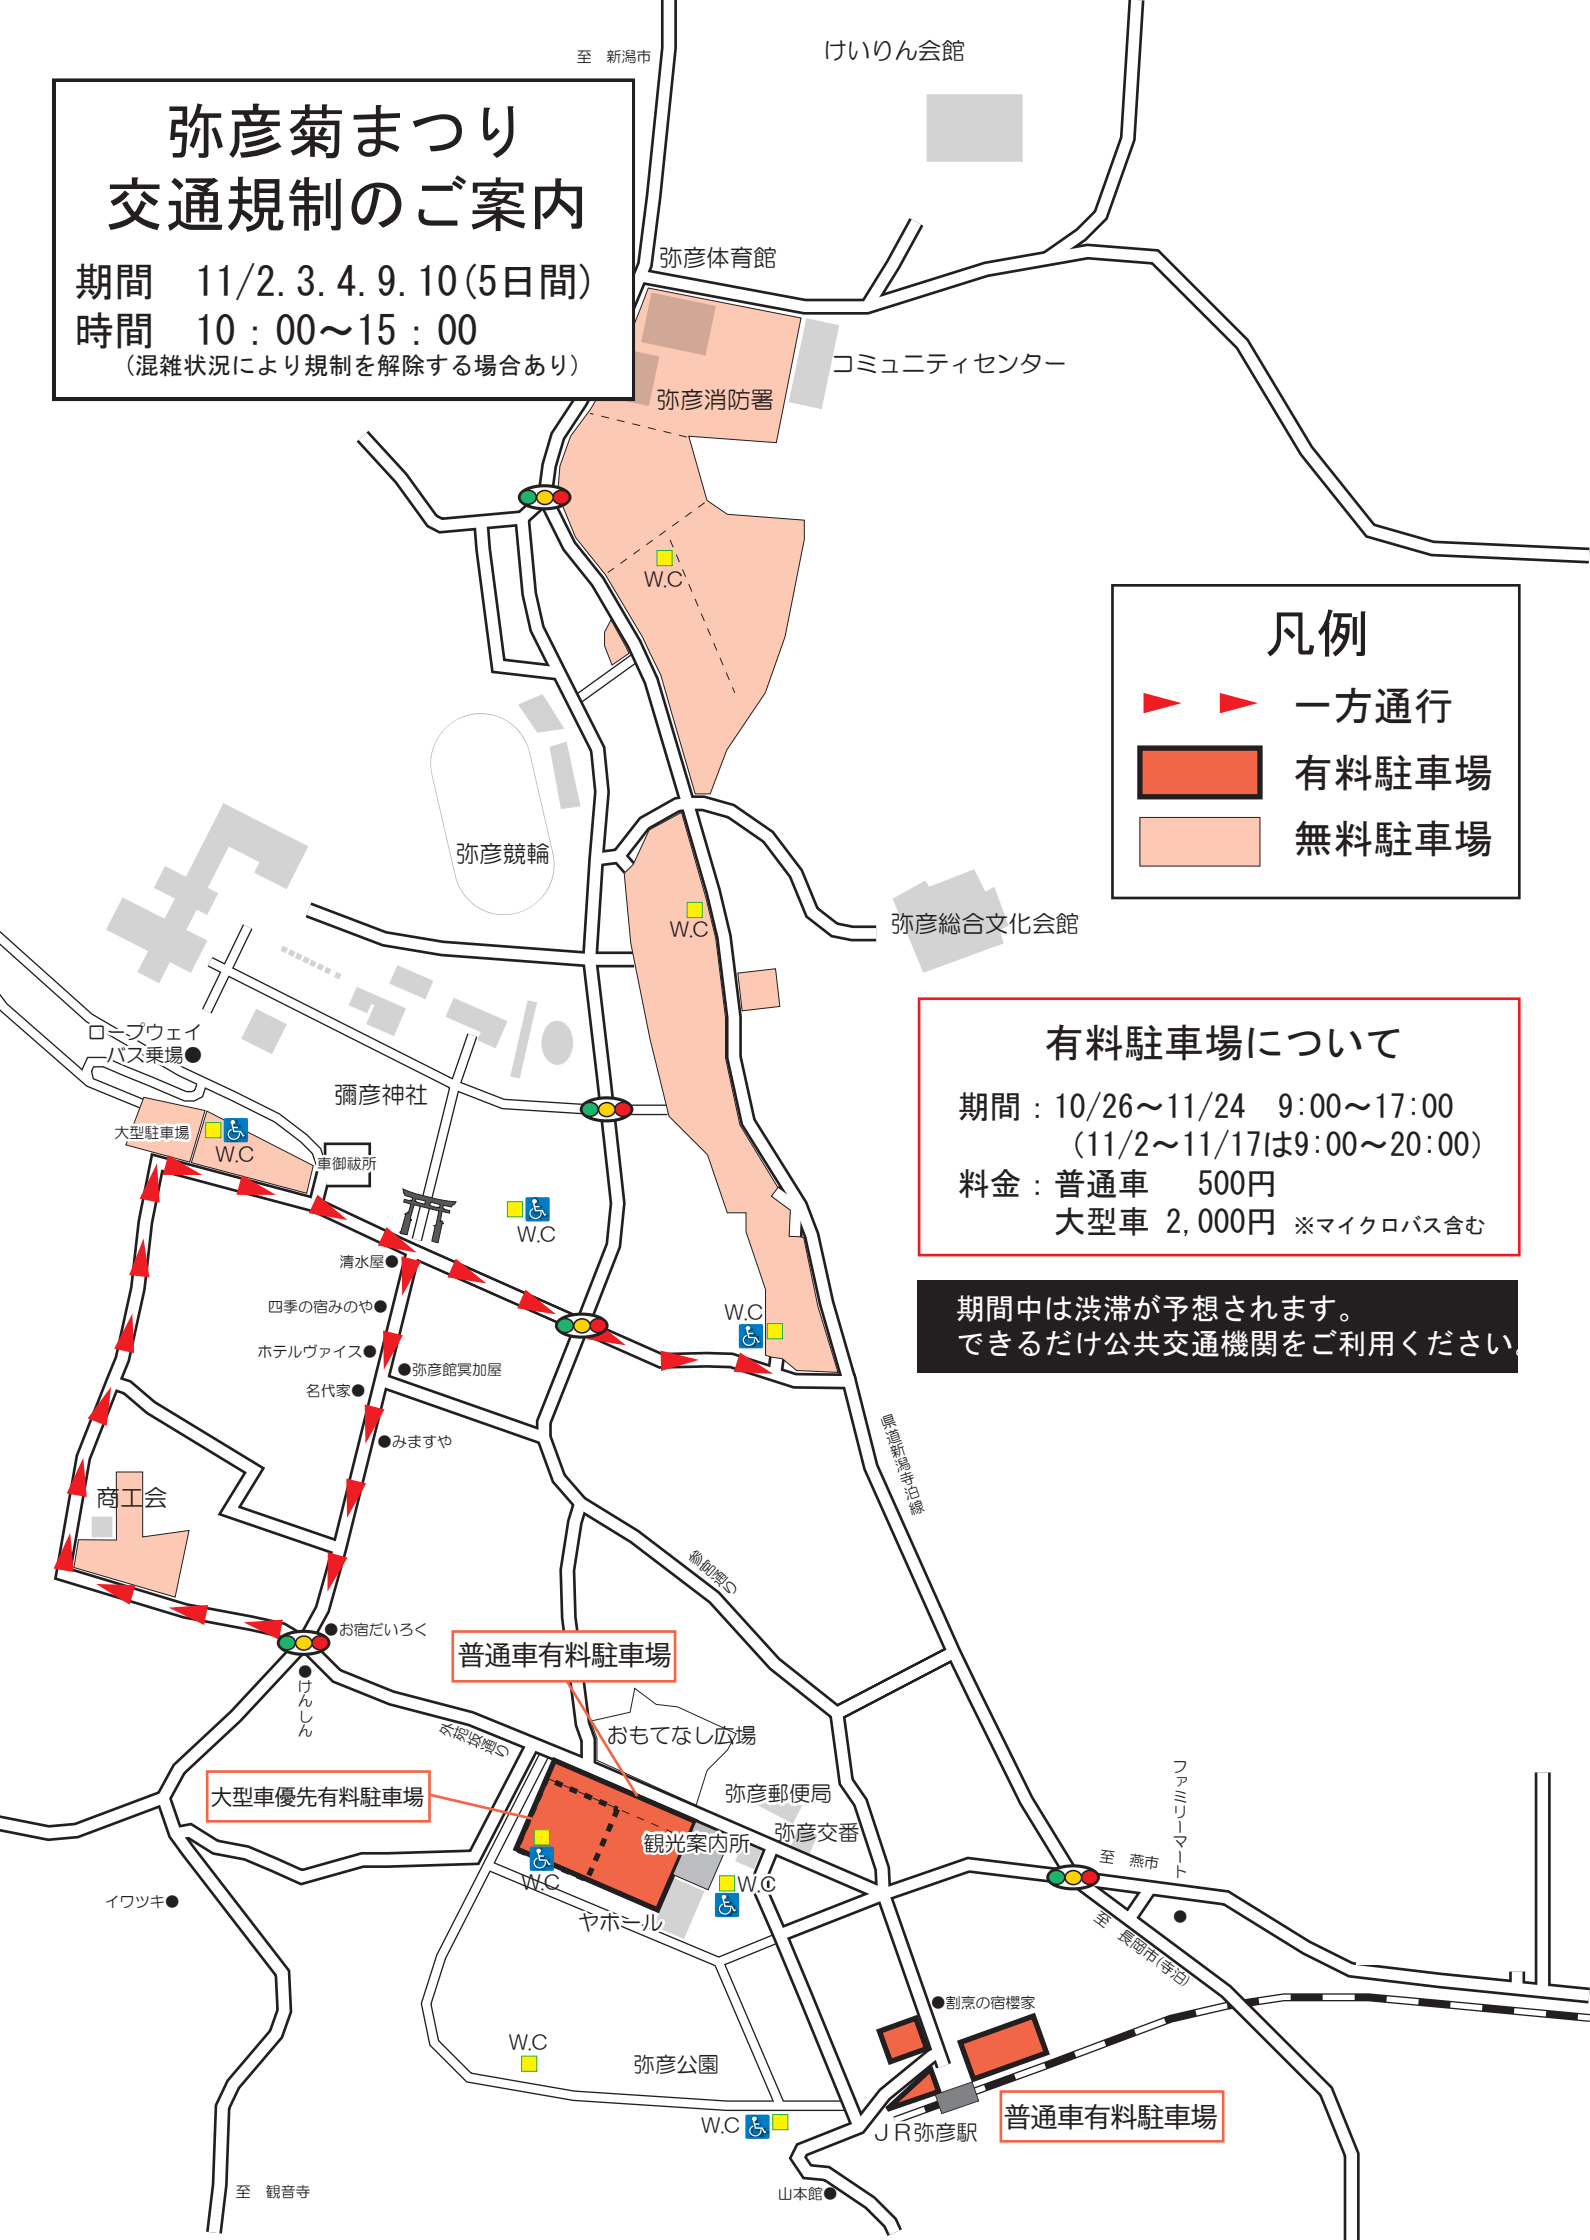 至　新潟市
けいりん会館
弥彦菊まつり
交通規制のご案内
期間　11/2.3.4.9.10(5日間)
時間　10：00～15：00
(混雑状況により規制を解除する場合あり)
弥彦体育館
コミュニティセンター
弥彦消防署
W.C
凡例
一方通行
有料駐車場
無料駐車場
弥彦競輪
W.C
弥彦総合文化会館
ロープウェイ
バス乗場
彌彦神社
大型駐車場
W.C
車御祓所
W.C
有料駐車場について
期間：10/26～11/24　9:00～17:00
(11/2～11/17は9:00～20:00)
料金：普通車　500円
大型車 2,000円 ※マイクロバス含む
期間中は渋滞が予想されます。
できるだけ公共交通機関をご利用ください。
清水屋
四季の宿みのや
ホテルヴァイス
弥彦館冥加屋
名代家
みますや
W.C
県道新潟寺泊線
商工会
参宮通り
お宿だいろく
けんしん
普通車有料駐車場
外苑坂通り
おもてなし広場
大型車優先有料駐車場
弥彦郵便局
弥彦交番
観光案内所
W.C
W.C
ヤホール
ファミリーマート
至　燕市
至　長岡市(寺泊)
イワツキ
割烹の宿櫻家
W.C
弥彦公園
W.C
JR弥彦駅
普通車有料駐車場
山本館
至　観音寺